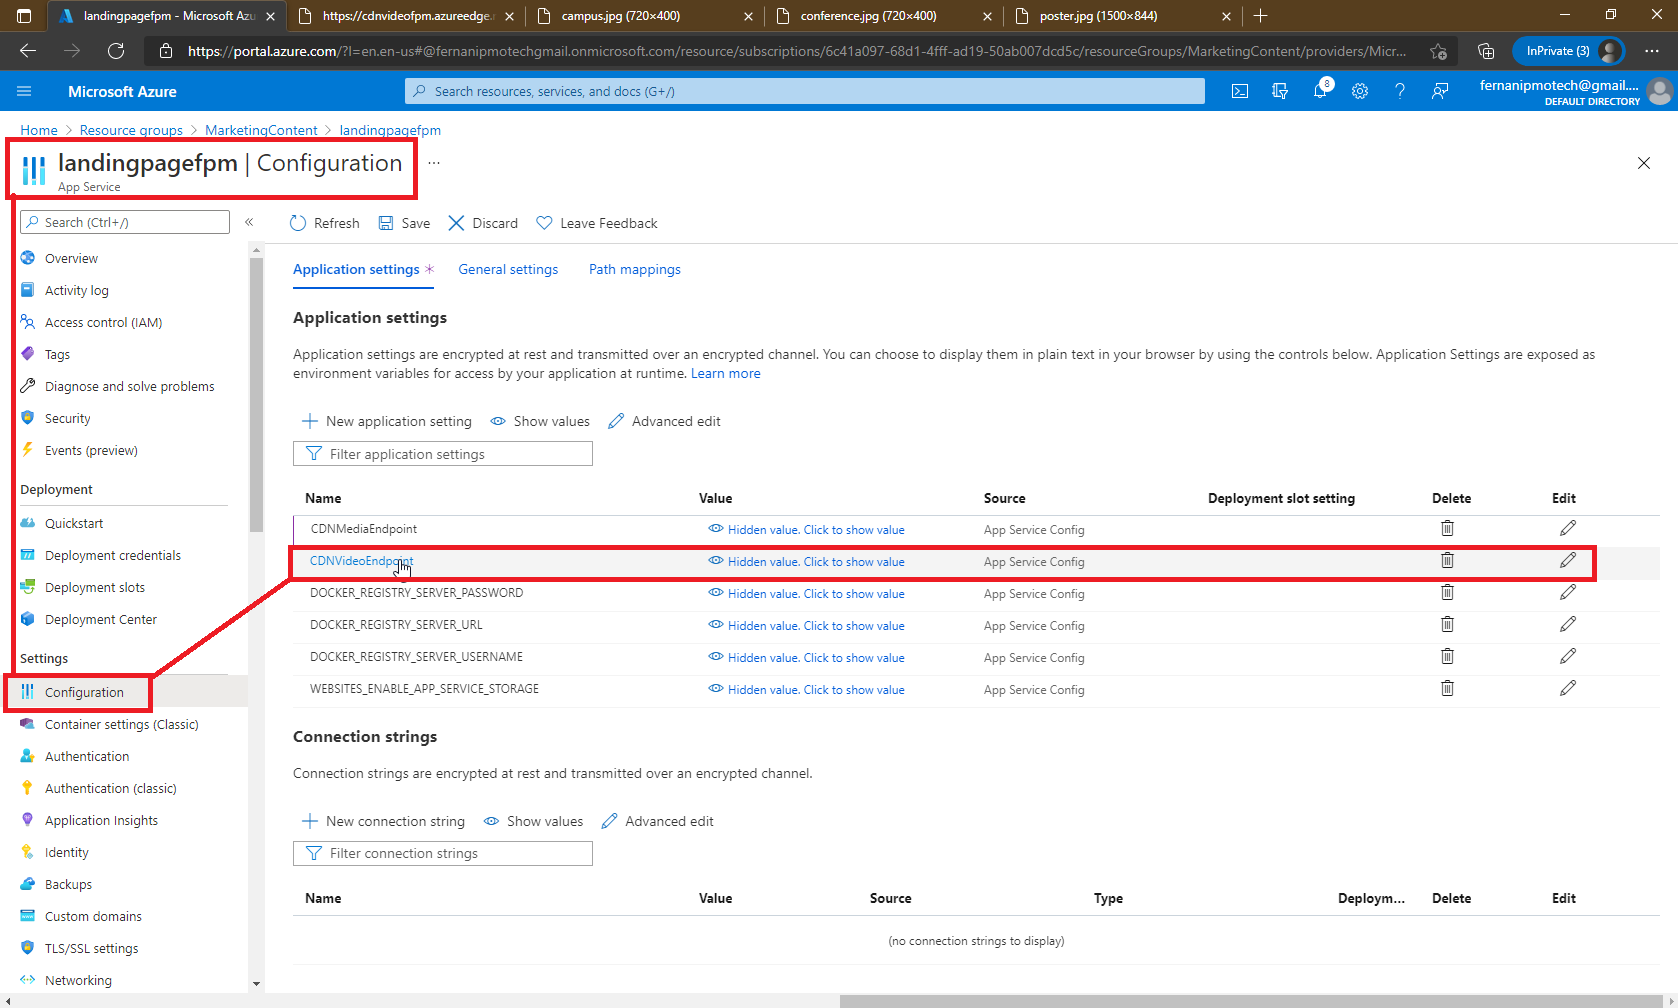 landingpagefpm - Microsoft Azu
https://cdnvideofpm.azureedge.
campus.jpg (720×400)
conference.jpg (720×400)
poster.jpg (1500×844)
https://portal.azure.com/?l=en.en-us#@fernanipmotechgmail.onmicrosoft.com/resource/subscriptions/6c41a097-68d1-4fff-ad19-50ab007dcd5c/resourceGroups/MarketingContent/providers/Micr...
InPrivate (3)
Microsoft Azure
Search resources, services, and docs (G+/)
8
fernanipmotech@gmail....
DEFAULT DIRECTORY
Home > Resource groups > MarketingContent > landingpagefpm
landingpagefpm | Configuration ...
App Service
Search (Ctrl+/)
«
Overview
Activity log
Access control (IAM)
Tags
Diagnose and solve problems
Security
Events (preview)
Deployment
Quickstart
Deployment credentials
Deployment slots
Deployment Center
Settings
Configuration
Container settings (Classic)
Authentication
Authentication (classic)
Application Insights
Identity
Backups
Custom domains
TLS/SSL settings
Networking
Refresh Save Discard Leave Feedback
Application settings * General settings Path mappings
Application settings
Application settings are encrypted at rest and transmitted over an encrypted channel. You can choose to display them in plain text in your browser by using the controls below. Application Settings are exposed as
environment variables for access by your application at runtime. Learn more
New application setting Show values Advanced edit
Filter application settings
Name Value Source Deployment slot setting Delete Edit
CDNMediaEndpoint Hidden value. Click to show value App Service Config
CDNVideoEndpoint Hidden value. Click to show value App Service Config
DOCKER_REGISTRY_SERVER_PASSWORD Hidden value. Click to show value App Service Config
DOCKER_REGISTRY_SERVER_URL Hidden value. Click to show value App Service Config
DOCKER_REGISTRY_SERVER_USERNAME Hidden value. Click to show value App Service Config
WEBSITES_ENABLE_APP_SERVICE_STORAGE Hidden value. Click to show value App Service Config
Connection strings
Connection strings are encrypted at rest and transmitted over an encrypted channel.
New connection string Show values Advanced edit
Filter connection strings
Name Value Source Type Deploym... Delete Edit
(no connection strings to display)